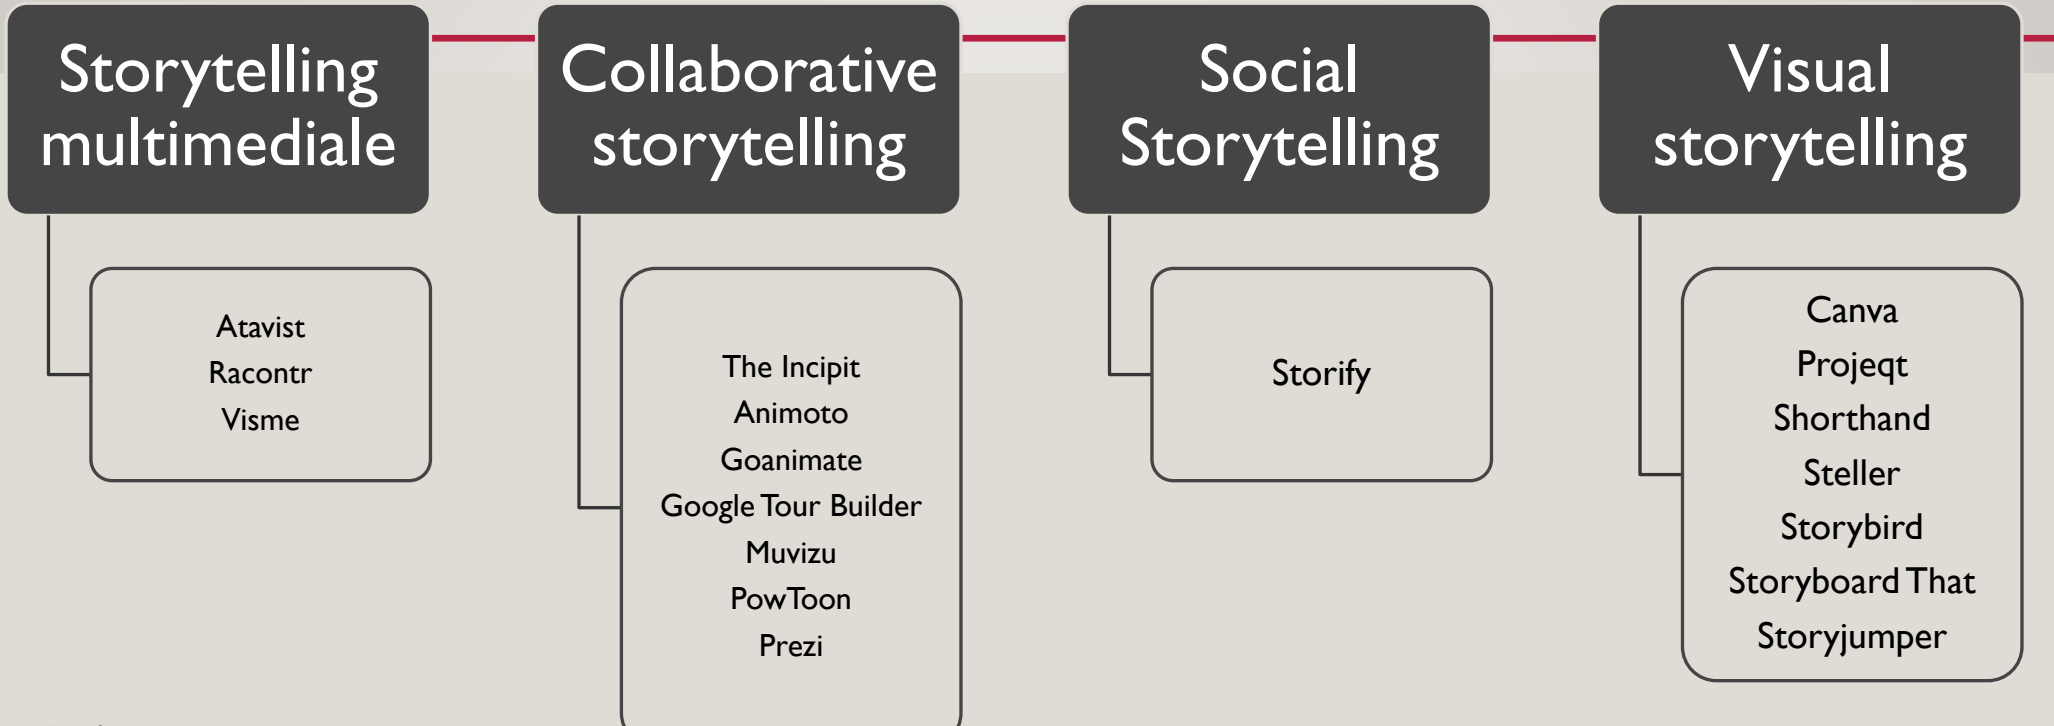 Storytelling
multimediale
Atavist
Racontr
Visme
Collaborative
storytelling
The Incipit
Animoto
Goanimate
Google Tour Builder
Muvizu
PowToon
Prezi
Social
Storytelling
Storify
Visual
storytelling
Canva
Projeqt
Shorthand
Steller
Storybird
Storyboard That
Storyjumper